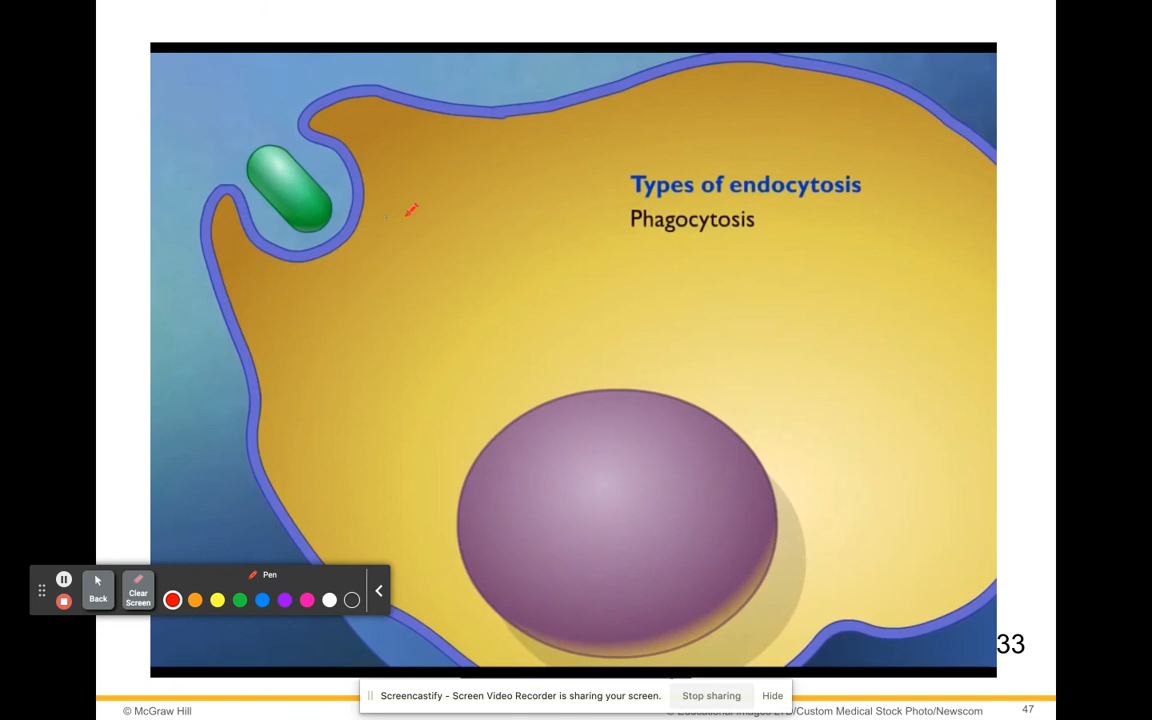 Types of endocytosis
Phagocytosis
Pen
Back
Clear
Screen
33
Screencastify - Screen Video Recorder is sharing your screen.
Stop sharing
Hide
© McGraw Hill
/Custom Medical Stock Photo/Newscom
47